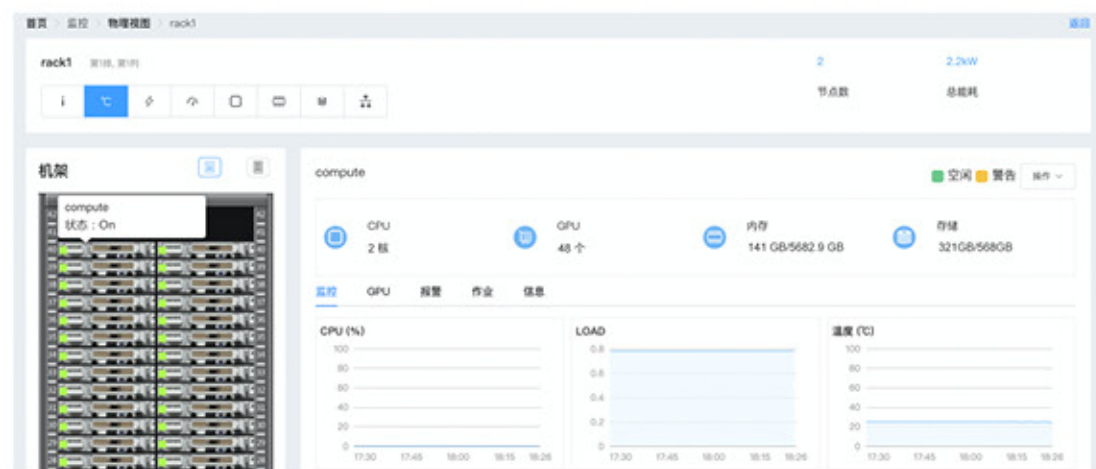 首页 > 监控 > 物理视图 > rack1
返回
rack1
2
2.2kW
节点数
总能耗
i
℃
机架
compute
状态：On
compute
空闲
警告
操作
CPU
2 核
GPU
48 个
内存
141 GB/5682.9 GB
存储
321GB/568GB
监控 GPU 报警 作业 信息
CPU (%)
100
80
60
40
20
0
17:30 17:45 18:00 18:15 18:26
LOAD
0.8
0.6
0.4
0.2
0
17:30 17:45 18:00 18:15 18:26
温度 (℃)
100
80
60
40
20
0
17:30 17:45 18:00 18:15 18:26